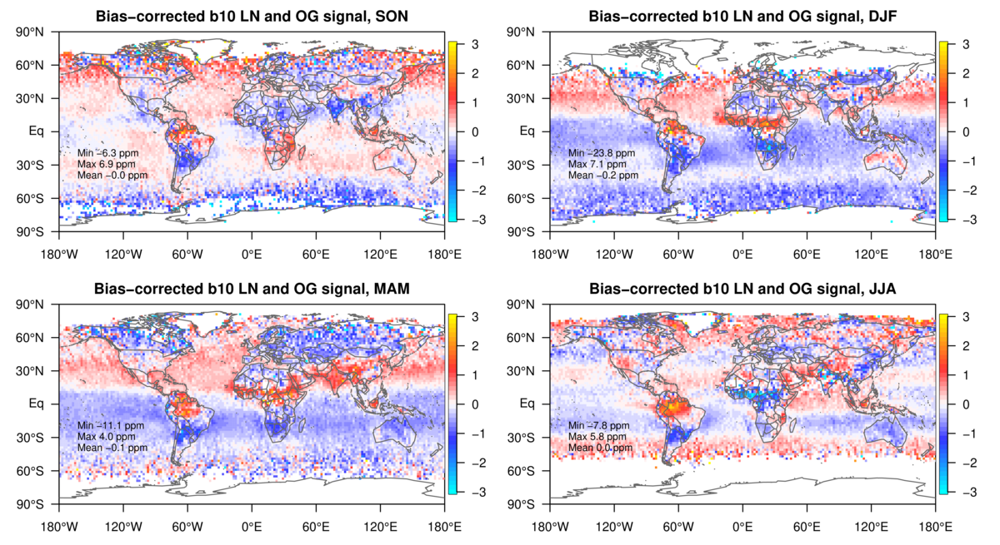 Bias−corrected b10 LN and OG signal, SON
90°N
60°N
30°N
Eq
30°S
60°S
90°S
180°W
120°W
60°W
0°E
60°E
120°E
180°E
Min −6.3 ppm
Max 6.9 ppm
Mean −0.0 ppm
3
2
1
0
−1
−2
−3
Bias−corrected b10 LN and OG signal, DJF
90°N
60°N
30°N
Eq
30°S
60°S
90°S
180°W
120°W
60°W
0°E
60°E
120°E
180°E
Min −23.8 ppm
Max 7.1 ppm
Mean −0.2 ppm
3
2
1
0
−1
−2
−3
Bias−corrected b10 LN and OG signal, MAM
90°N
60°N
30°N
Eq
30°S
60°S
90°S
180°W
120°W
60°W
0°E
60°E
120°E
180°E
Min −11.1 ppm
Max 4.0 ppm
Mean −0.1 ppm
3
2
1
0
−1
−2
−3
Bias−corrected b10 LN and OG signal, JJA
90°N
60°N
30°N
Eq
30°S
60°S
90°S
180°W
120°W
60°W
0°E
60°E
120°E
180°E
Min −7.8 ppm
Max 5.8 ppm
Mean 0.0 ppm
3
2
1
0
−1
−2
−3